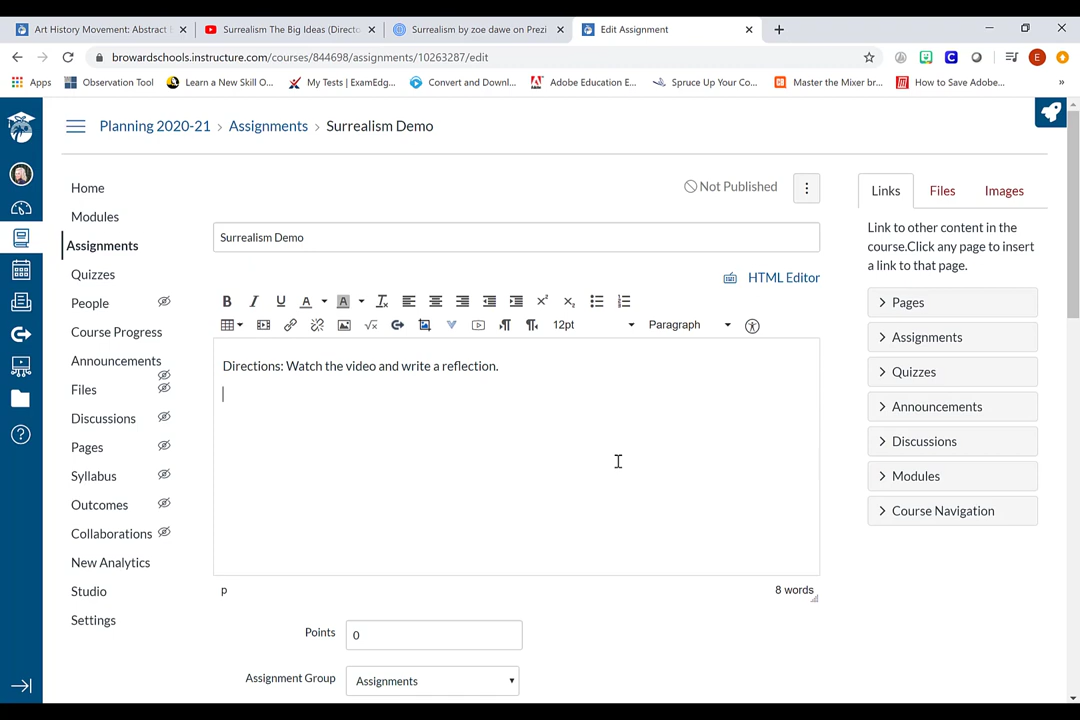 Art History Movement: Abstract
Surrealism The Big Ideas (Directo
Surrealism by zoe dawe on Prezi
Edit Assignment
browardschools.instructure.com/courses/844698/assignments/10263287/edit
E
Apps
Observation Tool
Learn a New Skill O...
My Tests | ExamEdg...
Convert and Downl...
Adobe Education E...
Spruce Up Your Co...
Master the Mixer br...
How to Save Adobe...
»
Planning 2020-21 > Assignments > Surrealism Demo
Home
Modules
Assignments
Quizzes
People
Course Progress
Announcements
Files
Discussions
Pages
Syllabus
Outcomes
Collaborations
New Analytics
Studio
Settings
Not Published
Surrealism Demo
HTML Editor
12pt
Paragraph
Directions: Watch the video and write a reflection.
p
8 words
Points
0
Assignment Group
Assignments
Links
Files
Images
Link to other content in the
course.Click any page to insert
a link to that page.
Pages
Assignments
Quizzes
Announcements
Discussions
Modules
Course Navigation